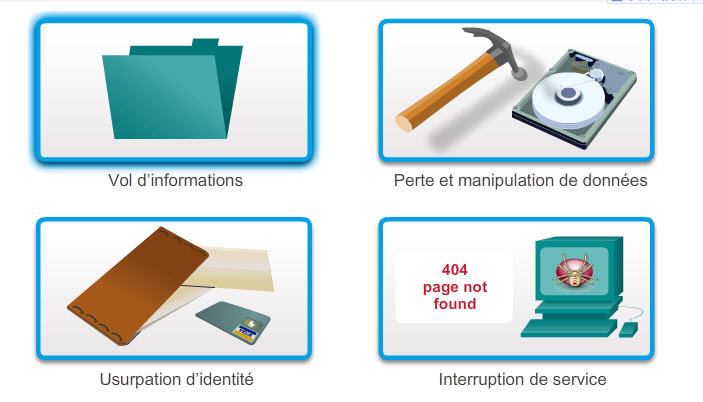 Vol d’informations
Perte et manipulation de données
404
page not
found
Usurpation d’identité
Interruption de service